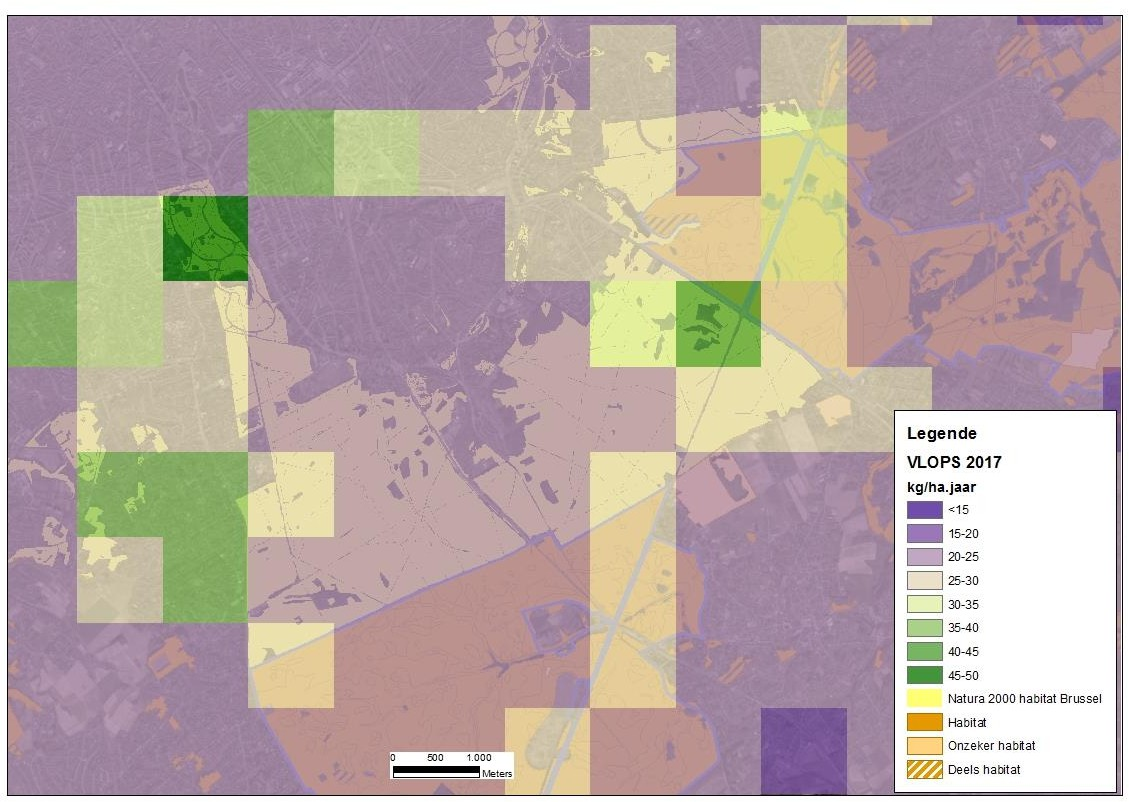 Legende
VLOPS 2017
kg/ha.jaar
<15
15-20
20-25
25-30
30-35
35-40
40-45
45-50
Natura 2000 habitat Brussel
Habitat
Onzeker habitat
Deels habitat
0 500 1.000
Meters